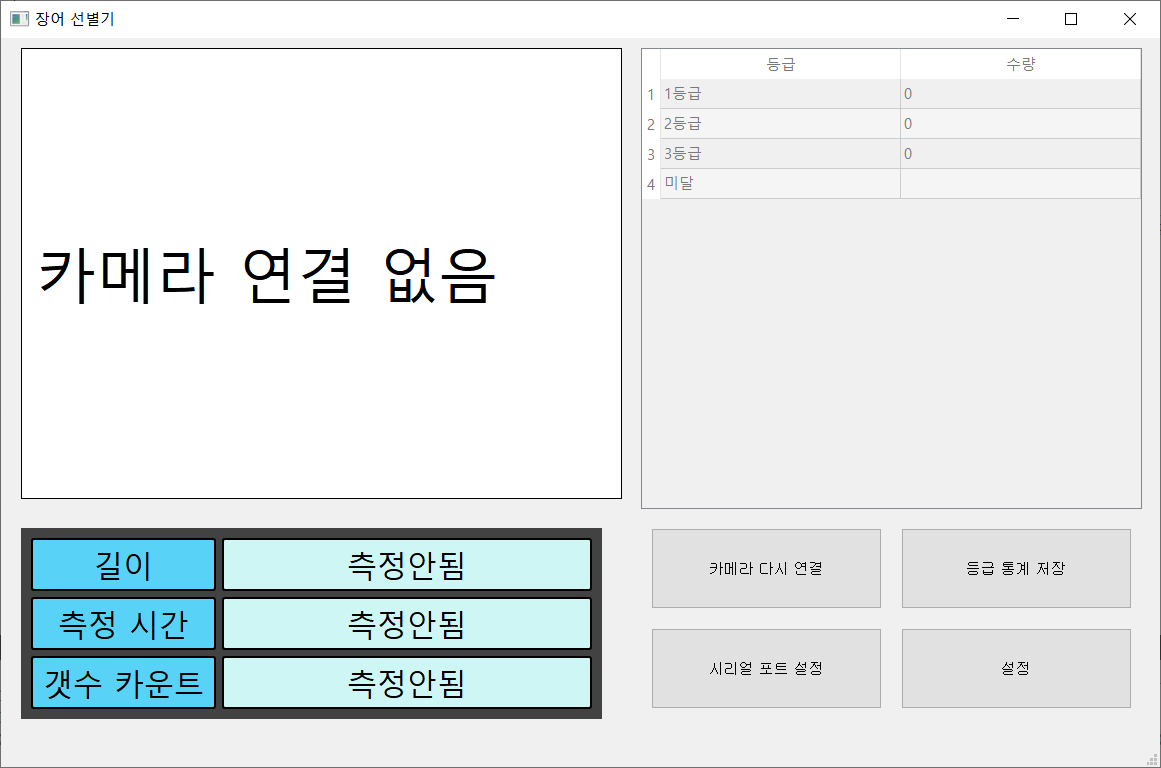 장어 선별기
카메라 연결 없음
등급 수량
1 1등급 0
2 2등급 0
3 3등급 0
4 미달
길이 측정안됨
측정 시간 측정안됨
갯수 카운트 측정안됨
카메라 다시 연결 등급 통계 저장
시리얼 포트 설정 설정